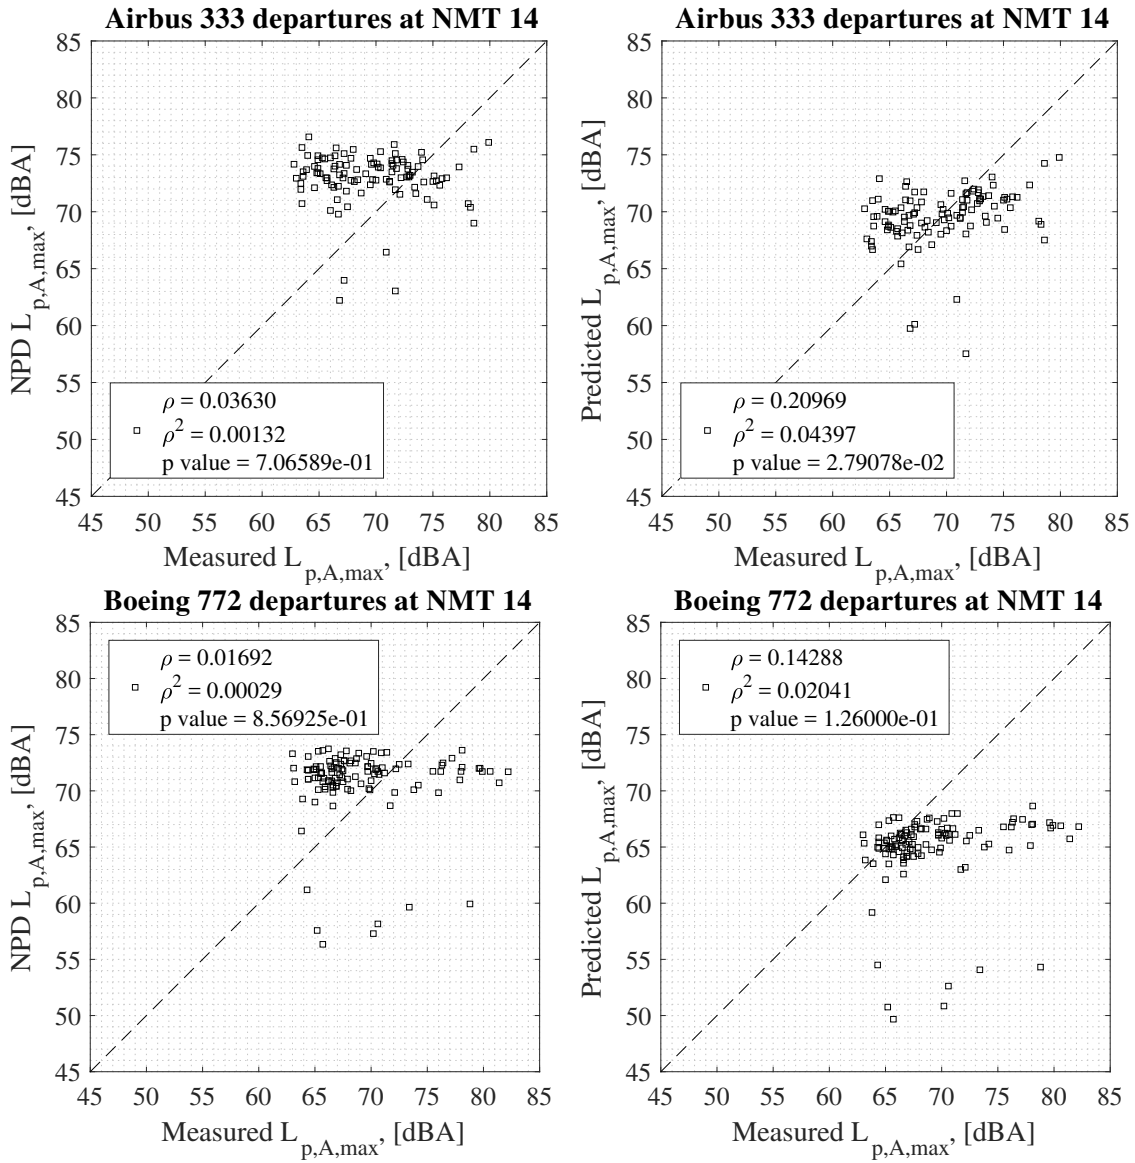 Airbus 333 departures at NMT 14
85
80
75
70
65
60
55
50
45
NPD L p,A,max, [dBA]
ρ = 0.03630
ρ² = 0.00132
p value = 7.06589e-01
45 50 55 60 65 70 75 80 85
Measured L p,A,max, [dBA]
Airbus 333 departures at NMT 14
85
80
75
70
65
60
55
50
45
Predicted L p,A,max, [dBA]
ρ = 0.20969
ρ² = 0.04397
p value = 2.79078e-02
45 50 55 60 65 70 75 80 85
Measured L p,A,max, [dBA]
Boeing 772 departures at NMT 14
85
80
75
70
65
60
55
50
45
NPD L p,A,max, [dBA]
ρ = 0.01692
ρ² = 0.00029
p value = 8.56925e-01
45 50 55 60 65 70 75 80 85
Measured L p,A,max, [dBA]
Boeing 772 departures at NMT 14
85
80
75
70
65
60
55
50
45
Predicted L p,A,max, [dBA]
ρ = 0.14288
ρ² = 0.02041
p value = 1.26000e-01
45 50 55 60 65 70 75 80 85
Measured L p,A,max, [dBA]